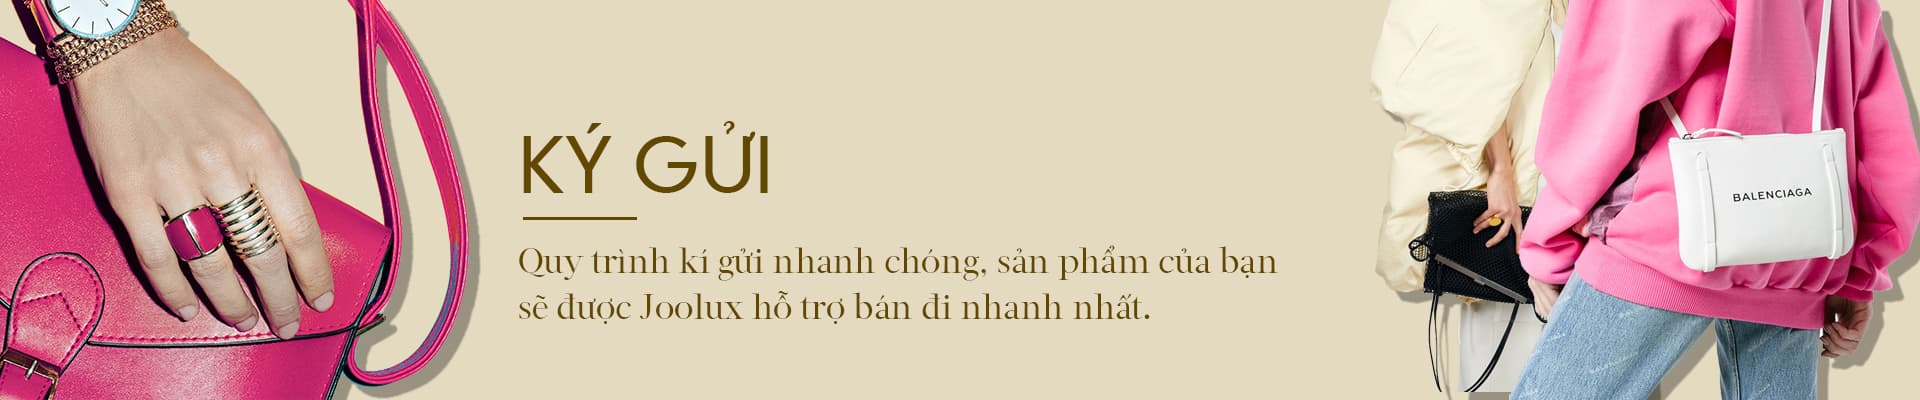 KÝ GỬI
Quy trình kí gửi nhanh chóng, sản phẩm của bạn
sẽ được Joolux hỗ trợ bán đi nhanh nhất.
BALENCIAGA